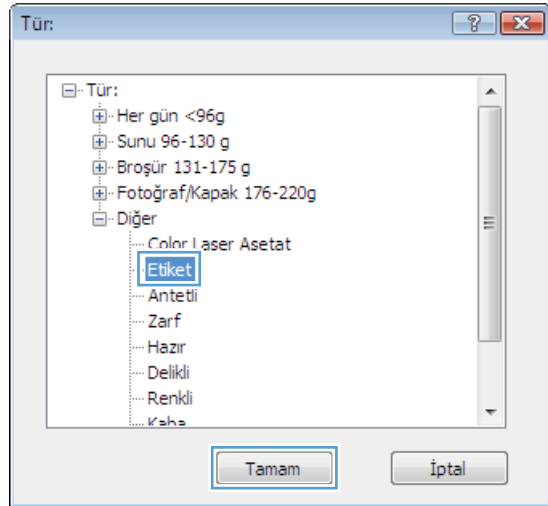 Tür:
Tür:
Her gün <96g
Sunu 96-130 g
Broşür 131-175 g
Fotoğraf/Kapak 176-220g
Diğer
Color Laser Asetat
Etiket
Antetli
Zarf
Hazır
Delikli
Renkli
Kaba
Tamam İptal